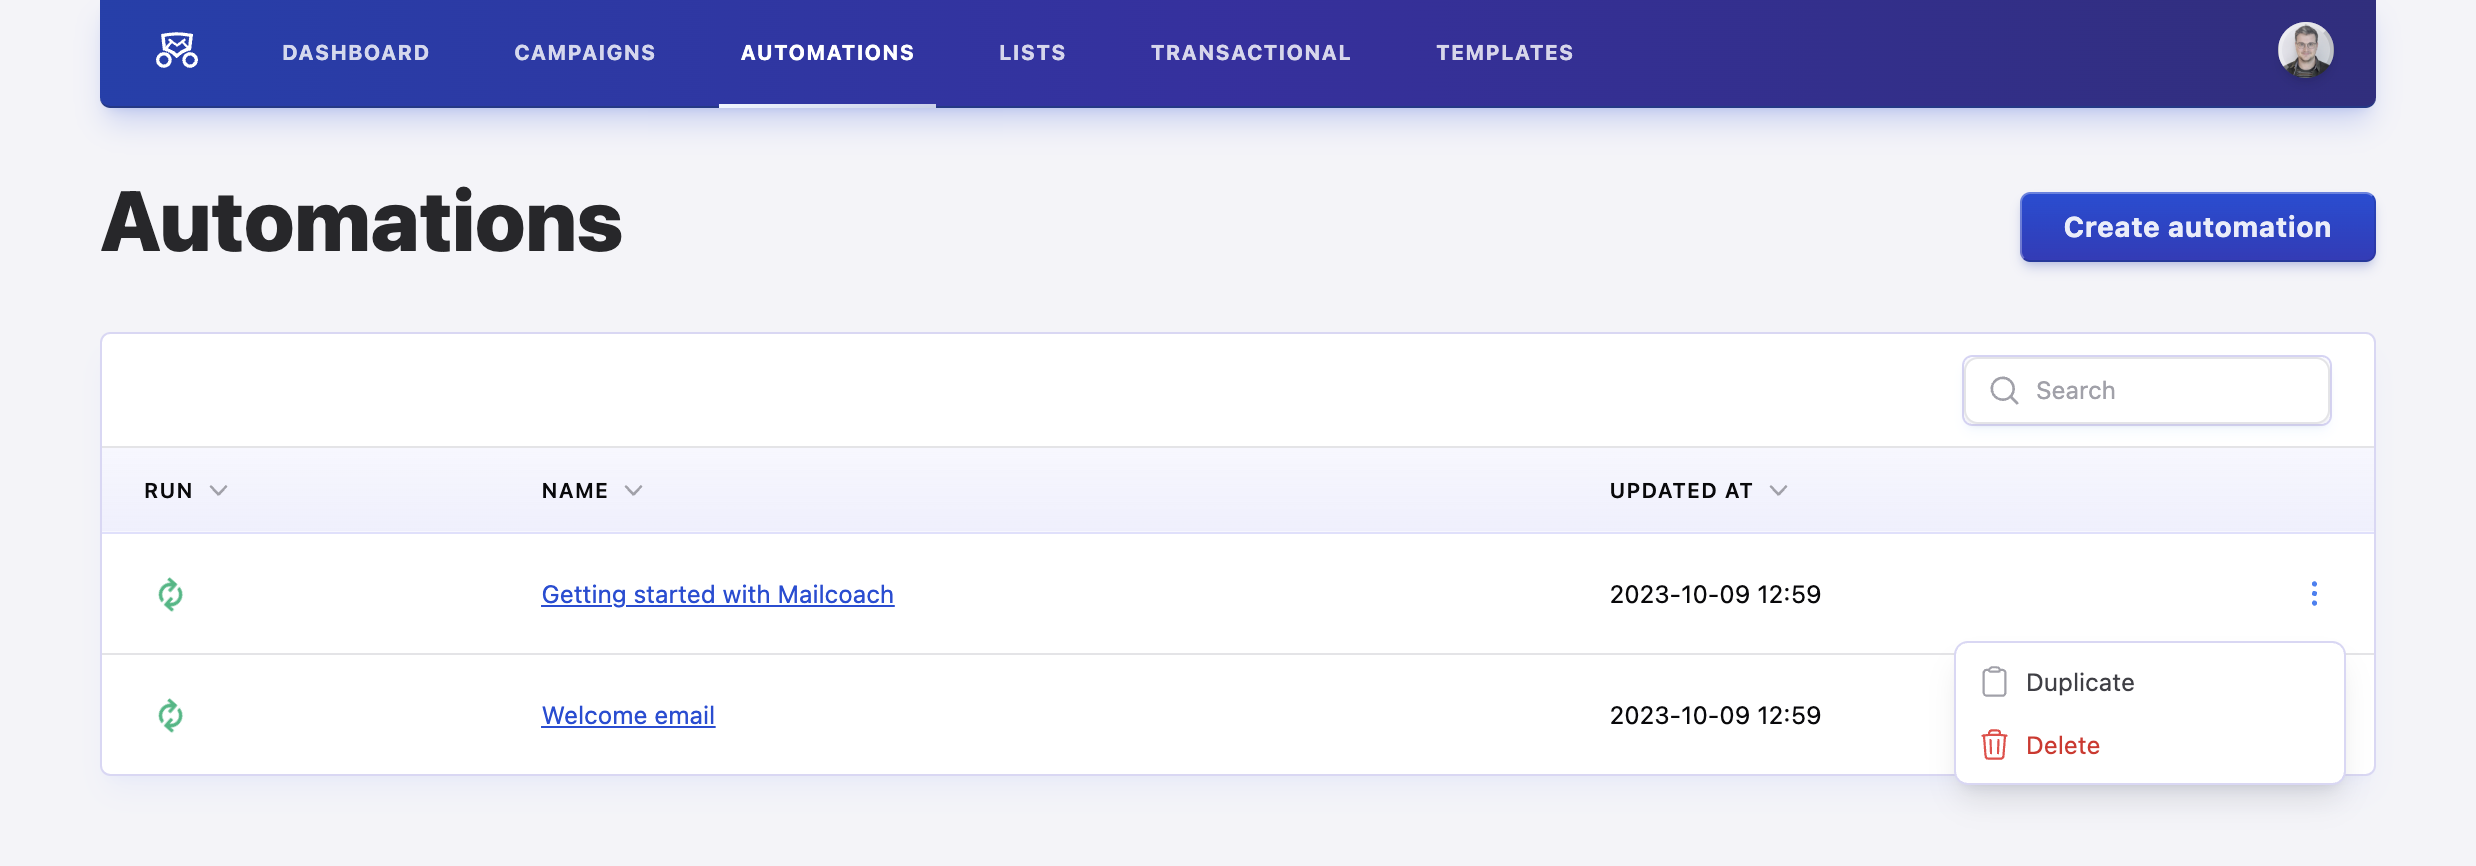 DASHBOARD CAMPAIGNS AUTOMATIONS LISTS TRANSACTIONAL TEMPLATES
Automations
Create automation
Search
RUN NAME UPDATED AT
Getting started with Mailcoach 2023-10-09 12:59
Duplicate
Welcome email 2023-10-09 12:59
Delete